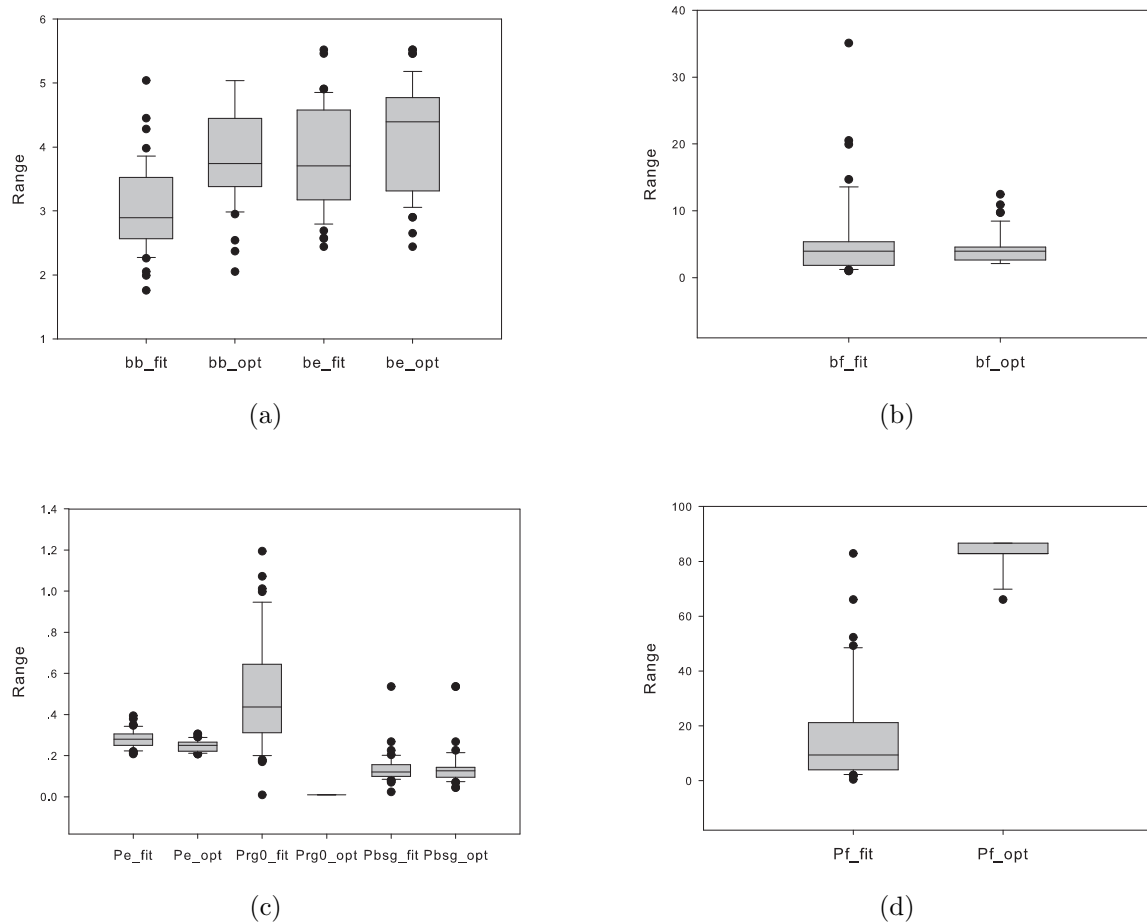 6
5
4
3
2
1
Range
bb_fit bb_opt be_fit be_opt
(a)
40
30
20
10
0
Range
bf_fit bf_opt
(b)
1.4
1.2
1.0
.8
.6
.4
.2
0.0
Range
Pe_fit Pe_opt Prg0_fit Prg0_opt Pbsg_fit Pbsg_opt
(c)
100
80
60
40
20
0
Range
Pf_fit Pf_opt
(d)